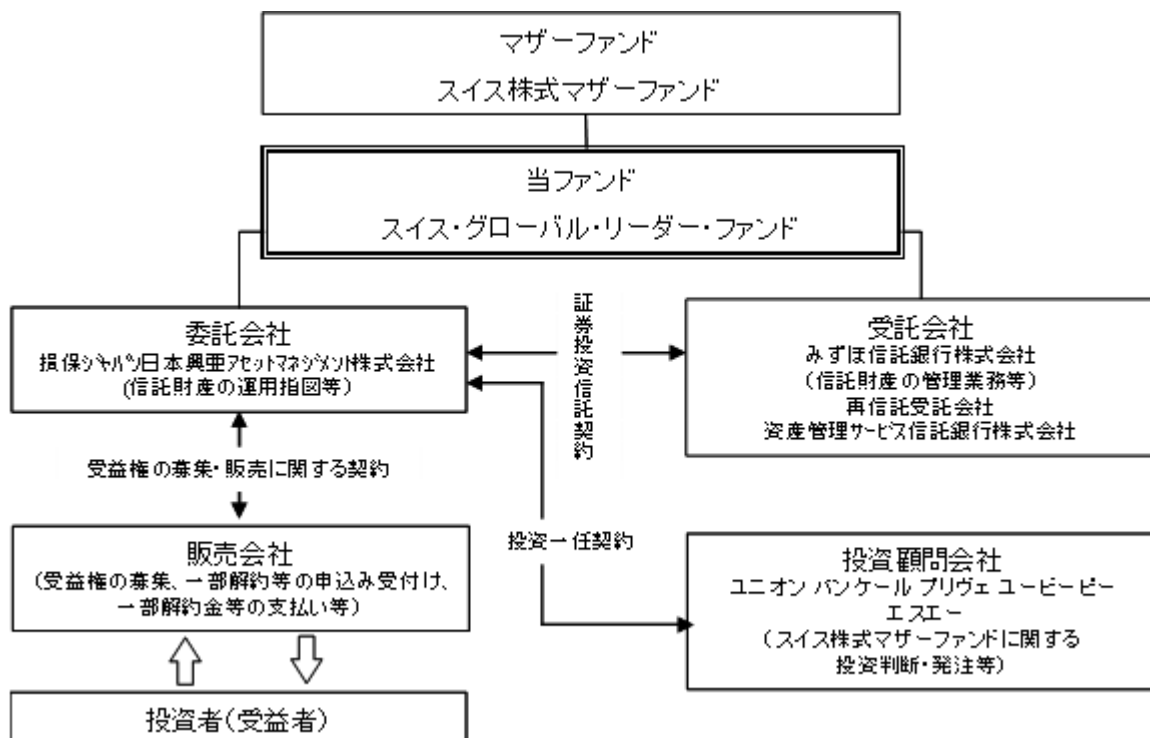 マザーファンド
スイス株式マザーファンド
当ファンド
スイス・グローバル・リーダー・ファンド
委託会社
損保ｼﾞｬﾊﾟﾝ日本興亜ｱｾｯﾄﾏﾈｼﾞﾒﾝﾄ株式会社
(信託財産の運用指図等)
証券投資信託契約
受託会社
みずほ信託銀行株式会社
(信託財産の管理業務等)
再信託受託会社
資産管理サービス信託銀行株式会社
受益権の募集・販売に関する契約
販売会社
(受益権の募集、一部解約等の申込み受付け、
一部解約金等の支払い等)
投資一任契約
投資顧問会社
ユニオン バンケール プリヴェ ユービーピー
エスエー
(スイス株式マザーファンドに関する
投資判断・発注等)
投資者(受益者)